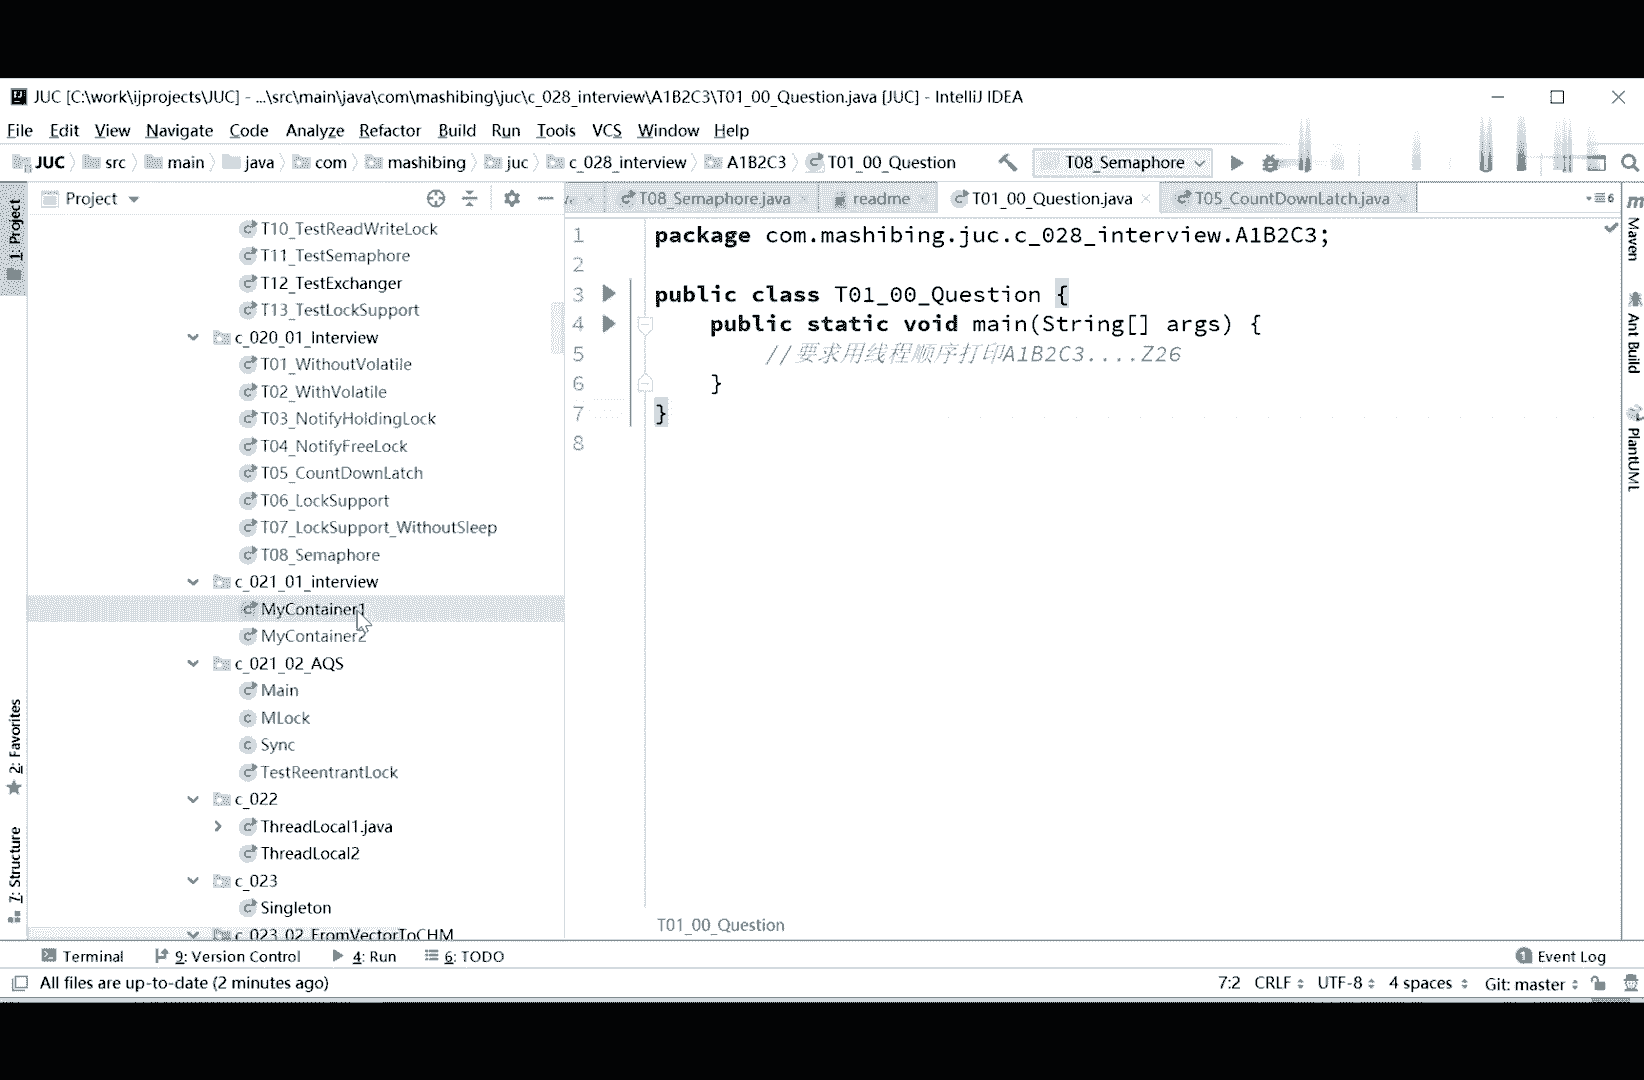 JUC [C:\work\ijprojects\JUC] - ...\src\main\java\com\mashibing\juc\c_028_interview\A1B2C3\T01_00_Question.java [JUC] - IntelliJ IDEA
File Edit View Navigate Code Analyze Refactor Build Run Tools VCS Window Help
JUC src main java com mashibing juc c_028_interview A1B2C3 T01_00_Question T08_Semaphore
Project
T08_Semaphore.java readme T01_00_Question.java T05_CountDownLatch.java 6
1: Project
2: Favorites
7: Structure
T10_TestReadWriteLock
T11_TestSemaphore
T12_TestExchanger
T13_TestLockSupport
c_020_01_Interview
T01_WithoutVolatile
T02_WithVolatile
T03_NotifyHoldingLock
T04_NotifyFreeLock
T05_CountDownLatch
T06_LockSupport
T07_LockSupport_WithoutSleep
T08_Semaphore
c_021_01_interview
MyContainer1
MyContainer2
c_021_02_AQS
Main
MLock
Sync
TestReentrantLock
c_022
ThreadLocal1.java
ThreadLocal2
c_023
Singleton
c_023_02_FromVectorToCHM
1 package com.mashibing.juc.c_028_interview.A1B2C3;
2
3 public class T01_00_Question {
4 public static void main(String[] args) {
5 //要求用线程顺序打印A1B2C3....Z26
6 }
7 }
8
T01_00_Question
m Maven
Ant Build
PlantUML
Terminal 9: Version Control 4: Run 6: TODO 1 Event Log
All files are up-to-date (2 minutes ago) 7:2 CRLF UTF-8 4 spaces Git: master